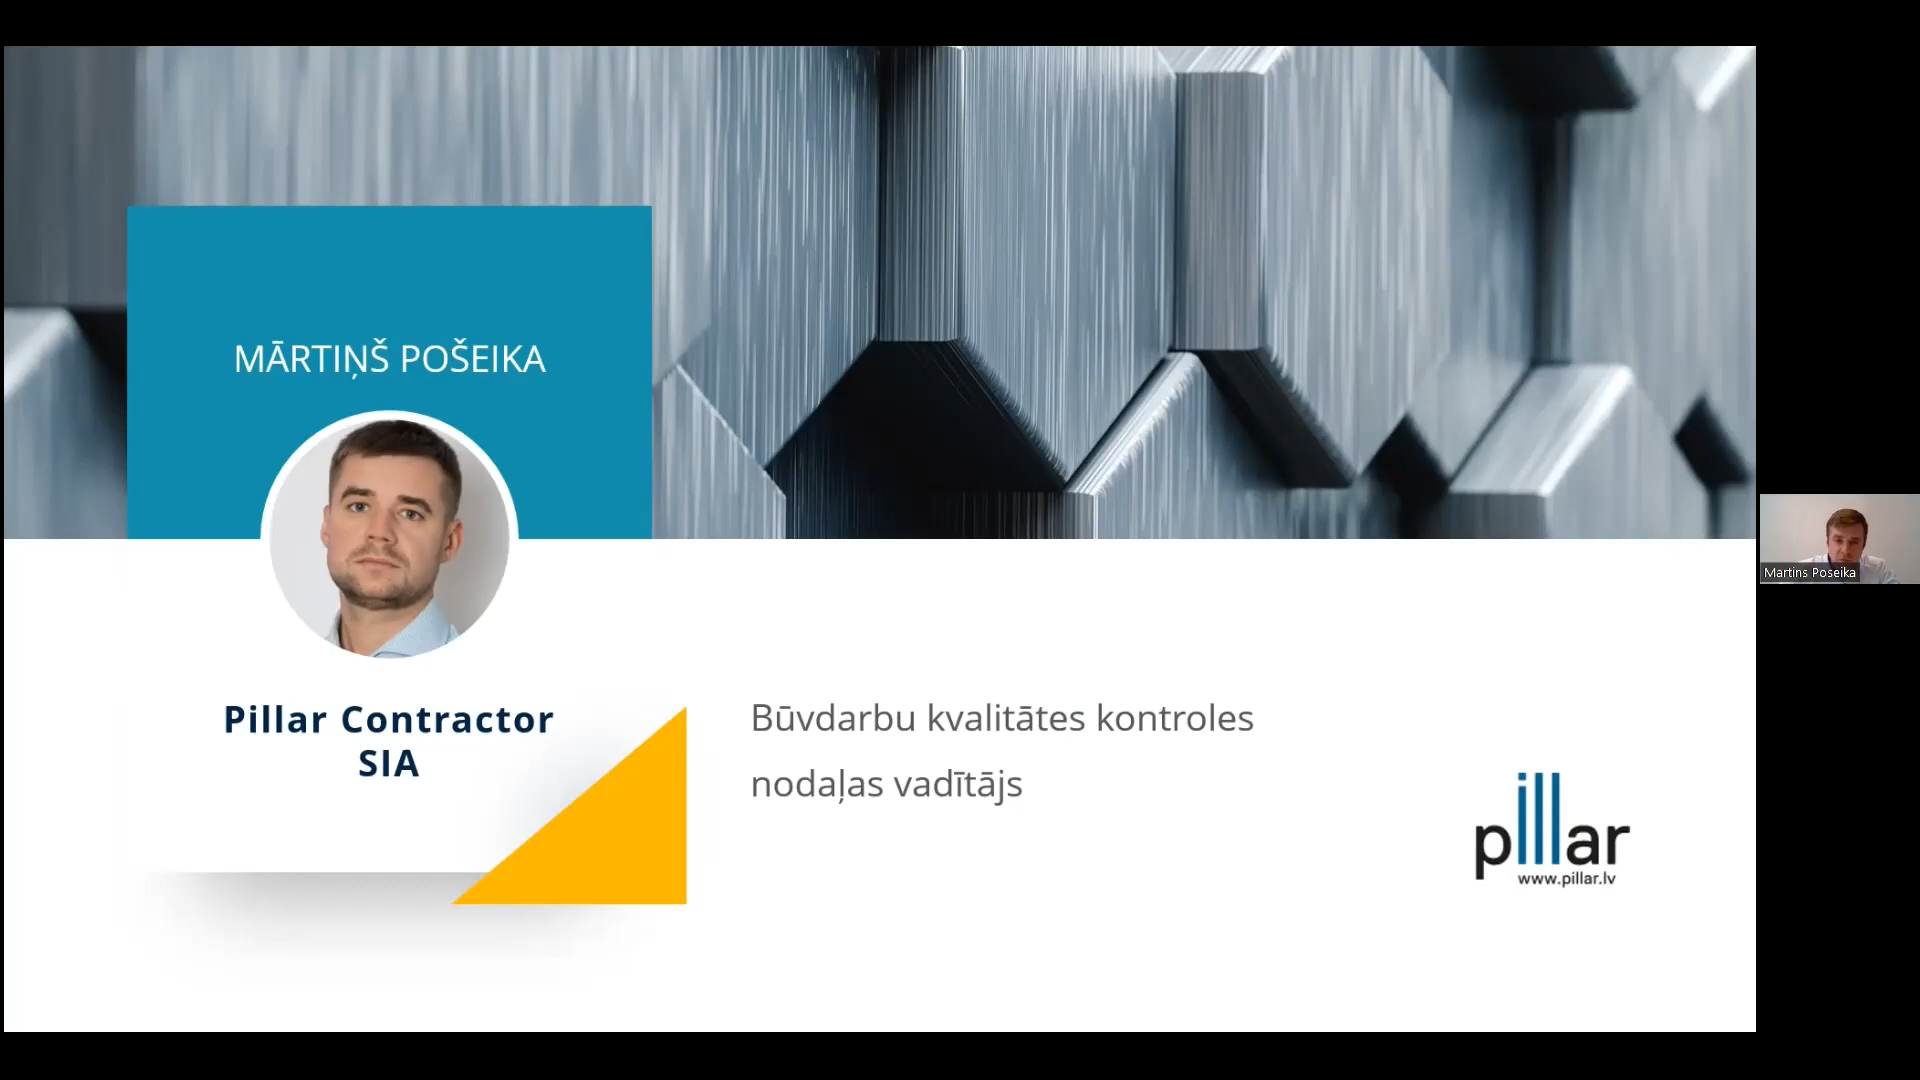 MĀRTIŅŠ POŠEIKA
Pillar Contractor
SIA
Būvdarbu kvalitātes kontroles
nodaļas vadītājs
pillar
www.pillar.lv
Martins Poseika